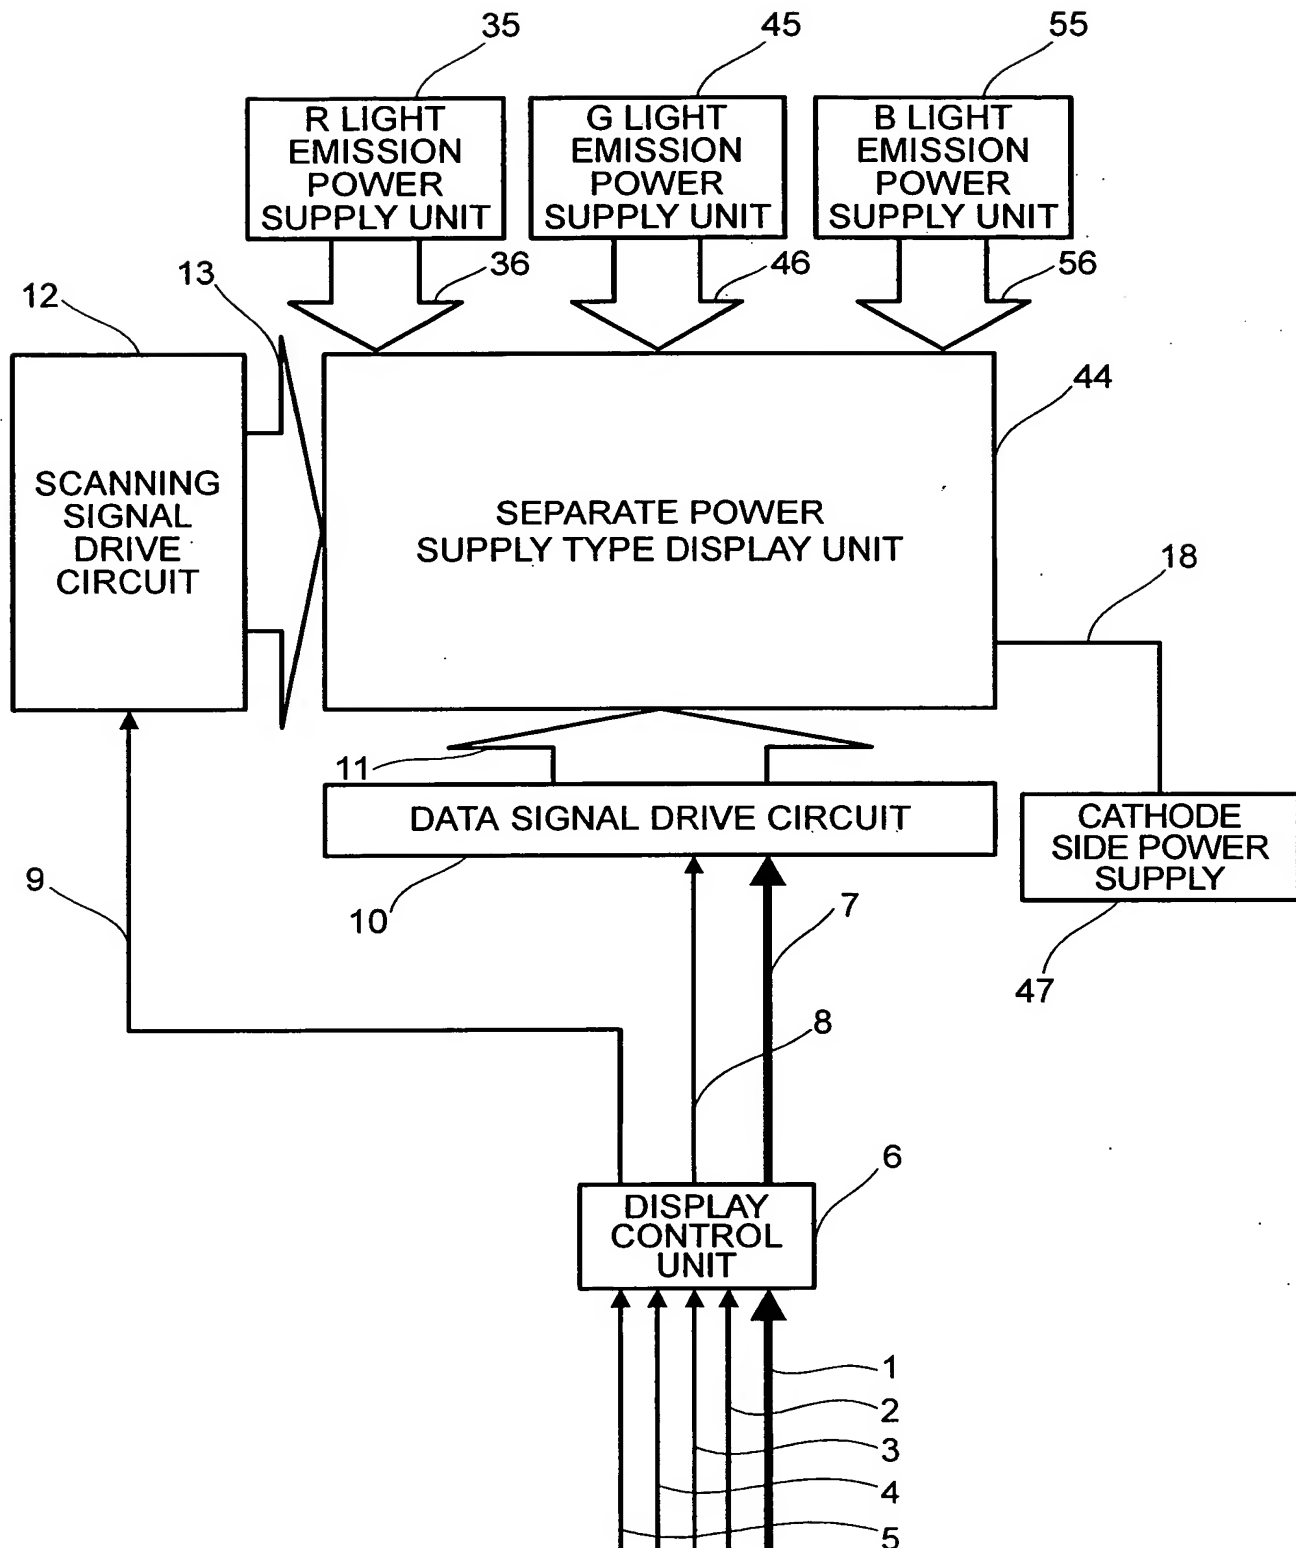 35
45
55
R LIGHT
EMISSION
POWER
SUPPLY UNIT
G LIGHT
EMISSION
POWER
SUPPLY UNIT
B LIGHT
EMISSION
POWER
SUPPLY UNIT
36
46
56
12
13
44
SCANNING
SIGNAL
DRIVE
CIRCUIT
SEPARATE POWER
SUPPLY TYPE DISPLAY UNIT
18
11
DATA SIGNAL DRIVE CIRCUIT
CATHODE
SIDE POWER
SUPPLY
9
10
7
47
8
6
DISPLAY
CONTROL
UNIT
1
2
3
4
5